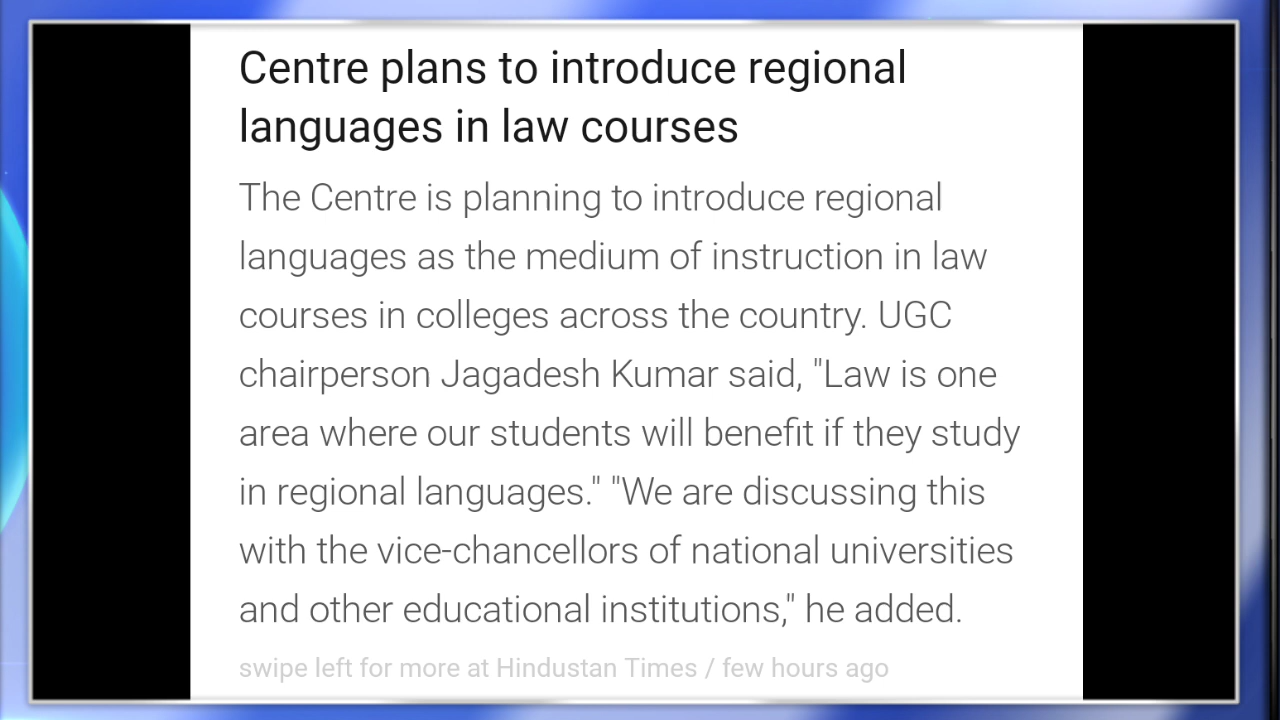 Centre plans to introduce regional
languages in law courses
The Centre is planning to introduce regional
languages as the medium of instruction in law
courses in colleges across the country. UGC
chairperson Jagadesh Kumar said, "Law is one
area where our students will benefit if they study
in regional languages." "We are discussing this
with the vice-chancellors of national universities
and other educational institutions," he added.
swipe left for more at Hindustan Times / few hours ago